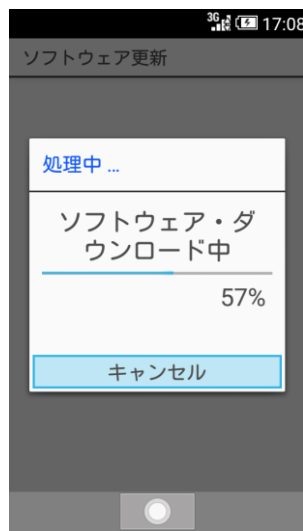 3G 17:08
ソフトウェア更新
処理中 ...
ソフトウェア・ダ
ウンロード中
57%
キャンセル